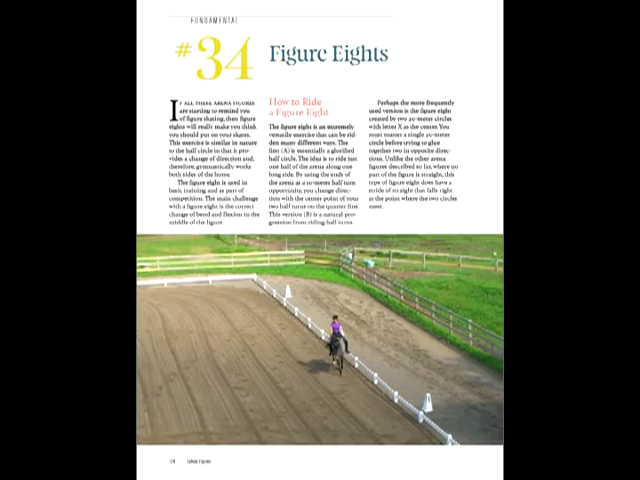 FUNDAMENTAL
#34
Figure Eights
IF ALL THESE ARENA FIGURES
are starting to remind you
of figure skating, then figure
eights will really make you think
you should put on your skates.
This exercise is similar in nature
to the half circle in that it pro-
vides a change of direction and,
therefore, gymnastically works
both sides of the horse.
The figure eight is used in
basic training and as part of
competition. The main challenge
with a figure eight is the correct
change of bend and flexion in the
middle of the figure.
How to Ride
a Figure Eight
The figure eight is an extremely
versatile exercise that can be rid-
den many different ways. The
first (A) is essentially a glorified
half circle. The idea is to ride just
one half of the arena along one
long side. By using the ends of
the arena as a 10-meter half turn
opportunity, you change direc-
tion with the center point of your
two half turns on the quarter line.
This version (B) is a natural pro-
gression from riding half turns
Perhaps the more frequently
used version is the figure eight
created by two 20-meter circles
with letter X as the center. You
must master a single 20-meter
circle before trying to glue
together two in opposite direc-
tions. Unlike the other arena
figures described so far, where no
part of the figure is straight, this
type of figure eight does have a
stride of straight that falls right
at the point where the two circles
meet.
School Figures